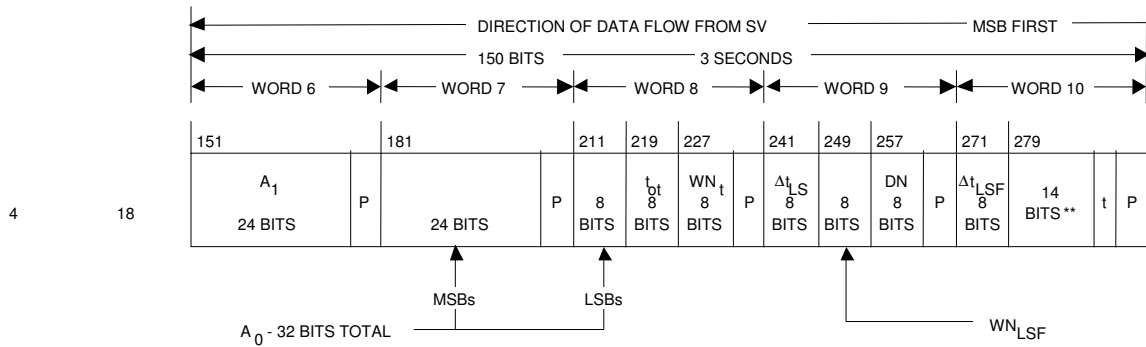 DIRECTION OF DATA FLOW FROM SV MSB FIRST
150 BITS 3 SECONDS
WORD 6 WORD 7 WORD 8 WORD 9 WORD 10
151 181 211 219 227 241 249 257 271 279
4 18
A1
24 BITS
P
24 BITS
P
8
BITS
tot
8
BITS
WNt
8
BITS
P
ΔtLS
8
BITS
8
BITS
DN
8
BITS
P
ΔtLSF
8
BITS
14
BITS**
t
P
MSBs LSBs
A0 - 32 BITS TOTAL
WNLSF